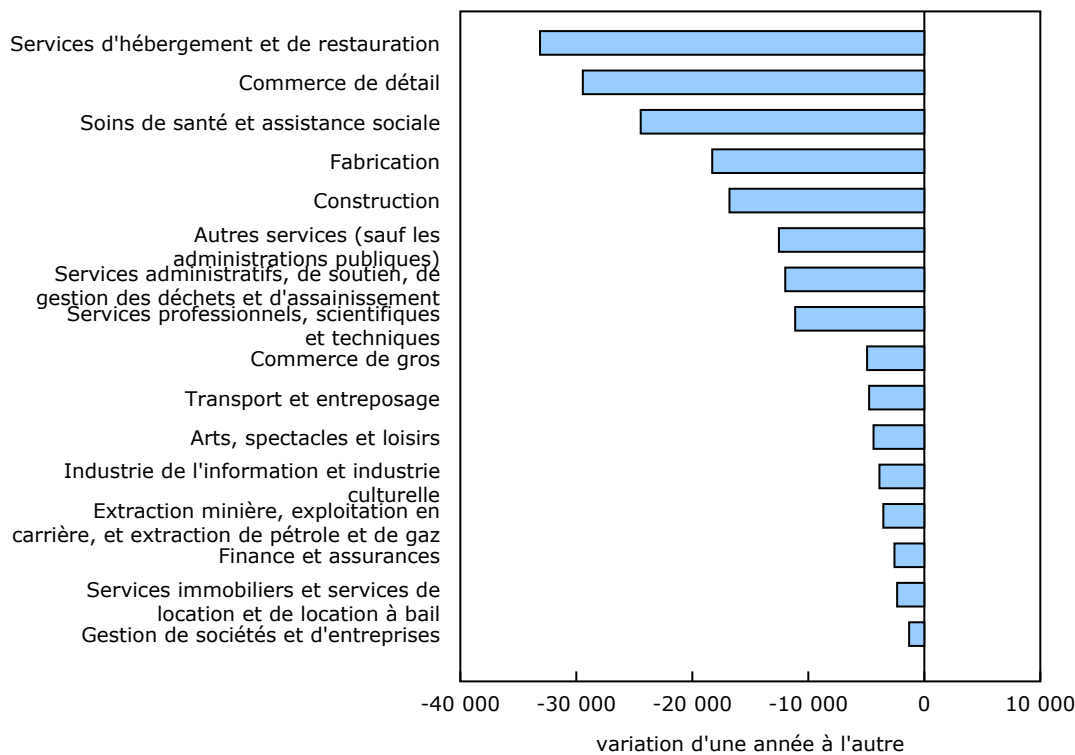 Services d'hébergement et de restauration
Commerce de détail
Soins de santé et assistance sociale
Fabrication
Construction
Autres services (sauf les
administrations publiques)
Services administratifs, de soutien, de
gestion des déchets et d'assainissement
Services professionnels, scientifiques
et techniques
Commerce de gros
Transport et entreposage
Arts, spectacles et loisirs
Industrie de l'information et industrie
culturelle
Extraction minière, exploitation en
carrière, et extraction de pétrole et de gaz
Finance et assurances
Services immobiliers et services de
location et de location à bail
Gestion de sociétés et d'entreprises
-40 000 -30 000 -20 000 -10 000 0 10 000
variation d'une année à l'autre